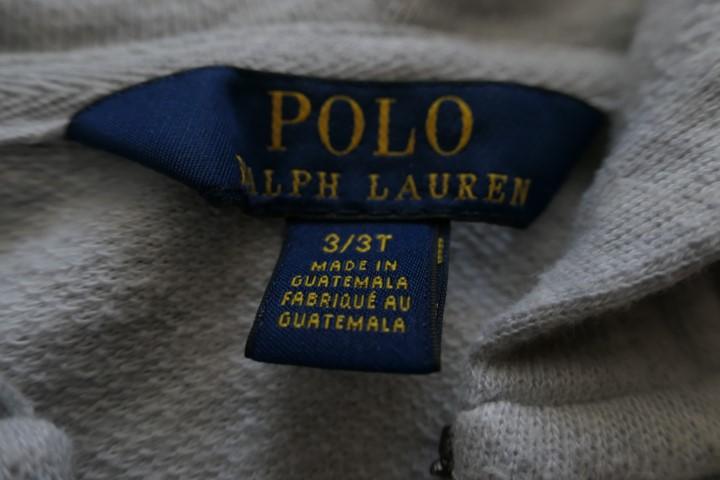 POLO
RALPH LAUREN
3/3T
MADE IN
GUATEMALA
FABRIQUÉ AU
GUATEMALA